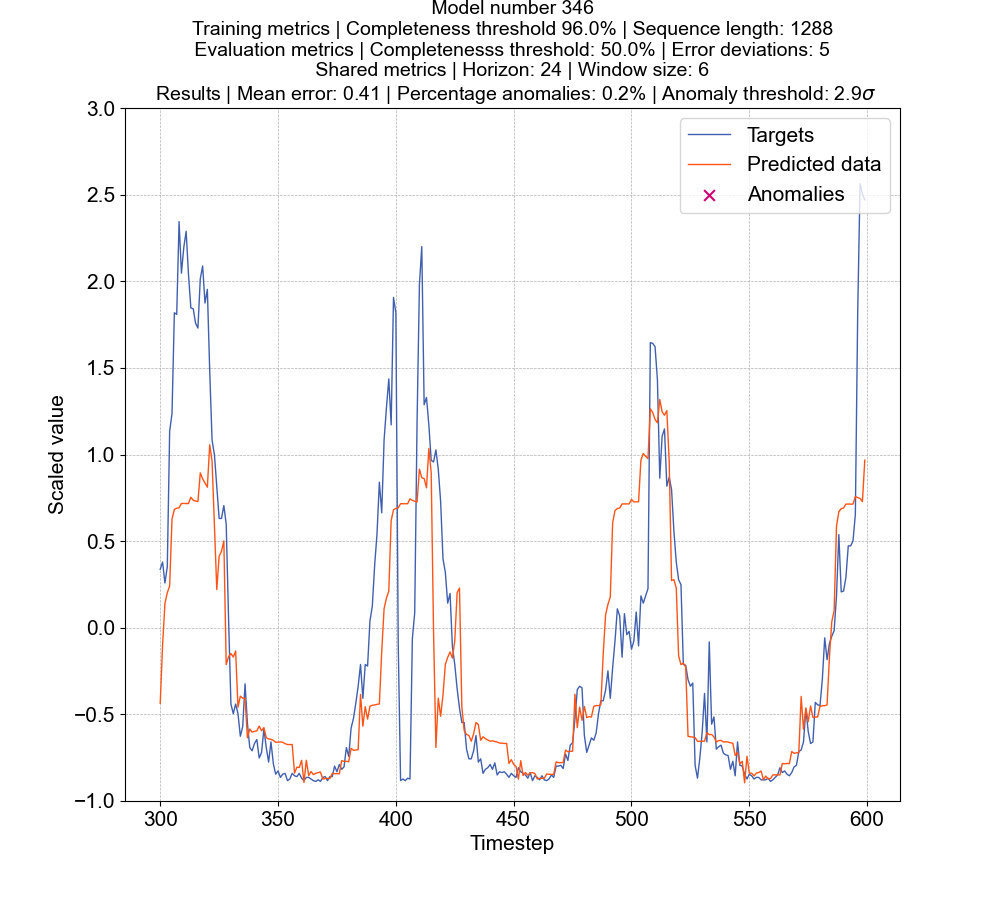 Model number 346
Training metrics | Completeness threshold 96.0% | Sequence length: 1288
Evaluation metrics | Completenesss threshold: 50.0% | Error deviations: 5
Shared metrics | Horizon: 24 | Window size: 6
Results | Mean error: 0.41 | Percentage anomalies: 0.2% | Anomaly threshold: 2.9σ
3.0
2.5
2.0
1.5
1.0
0.5
0.0
−0.5
−1.0
Scaled value
Targets
Predicted data
Anomalies
300 350 400 450 500 550 600
Timestep